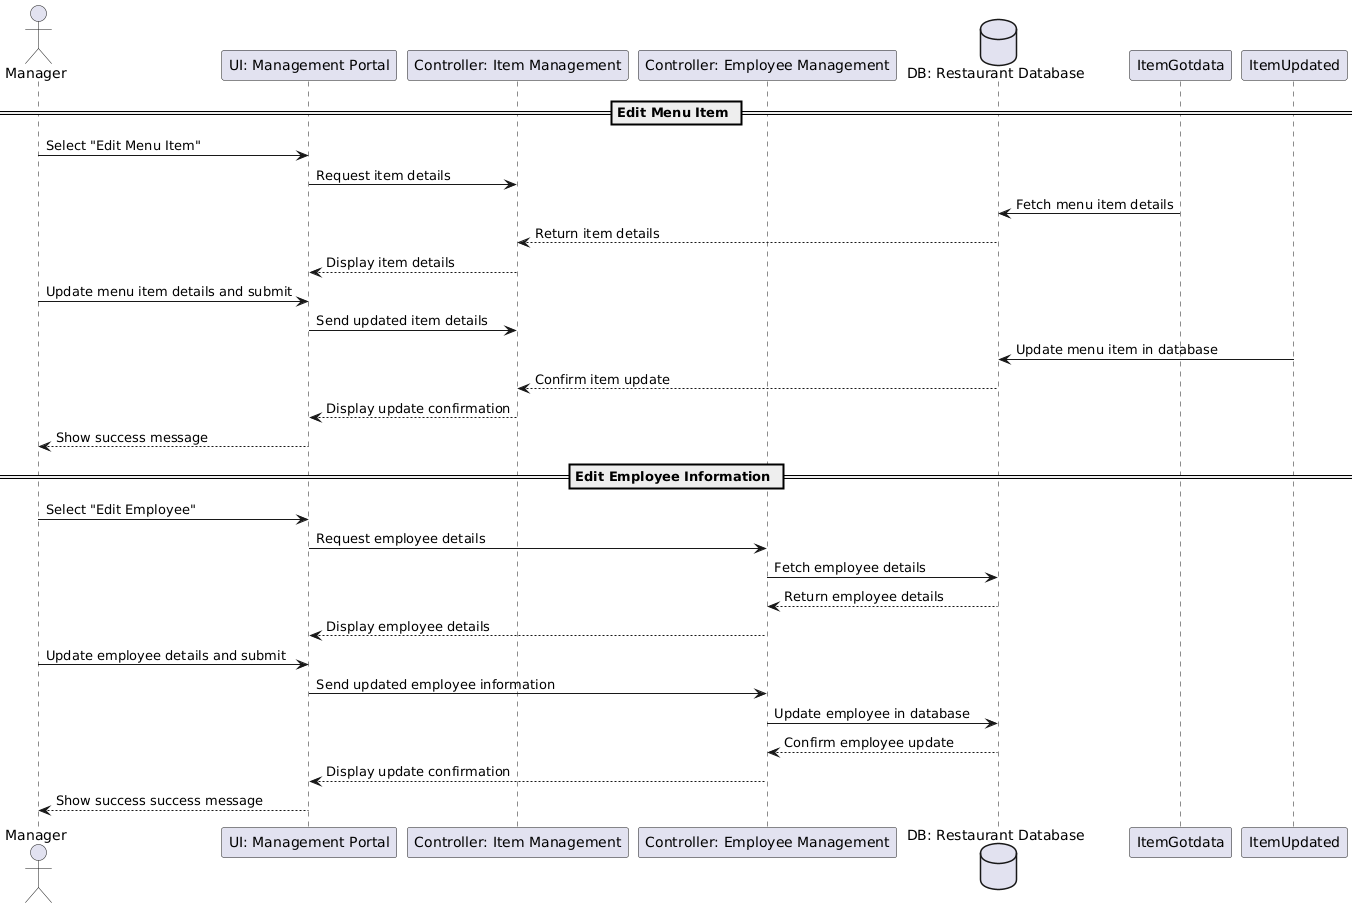 Manager
UI: Management Portal
Controller: Item Management
Controller: Employee Management
DB: Restaurant Database
ItemGotdata
ItemUpdated
Edit Menu Item
Select "Edit Menu Item"
Request item details
Fetch menu item details
Return item details
Display item details
Update menu item details and submit
Send updated item details
Update menu item in database
Confirm item update
Display update confirmation
Show success message
Edit Employee Information
Select "Edit Employee"
Request employee details
Fetch employee details
Return employee details
Display employee details
Update employee details and submit
Send updated employee information
Update employee in database
Confirm employee update
Display update confirmation
Show success success message
Manager
UI: Management Portal
Controller: Item Management
Controller: Employee Management
DB: Restaurant Database
ItemGotdata
ItemUpdated